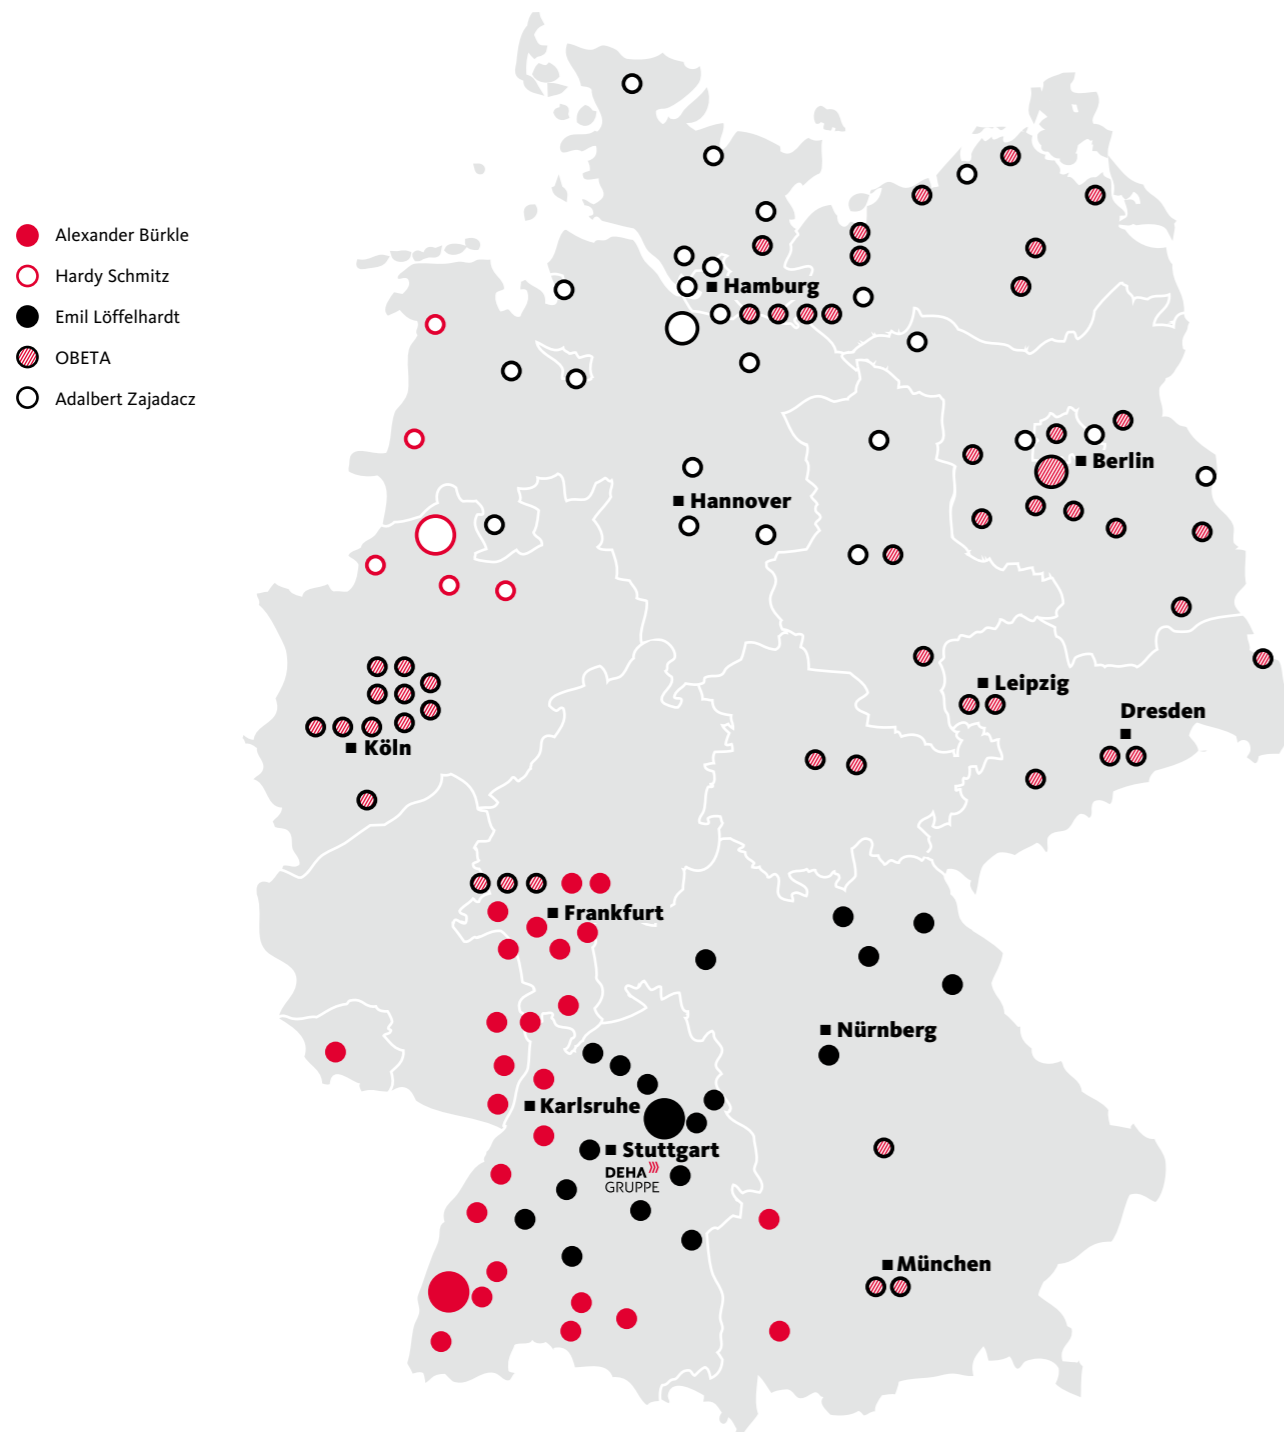 Alexander Bürkle
Hardy Schmitz
Emil Löffelhardt
OBETA
Adalbert Zajadacz
Hamburg
Berlin
Hannover
Leipzig
Dresden
Köln
Frankfurt
Nürnberg
Karlsruhe
Stuttgart
DEHA
GRUPPE
München